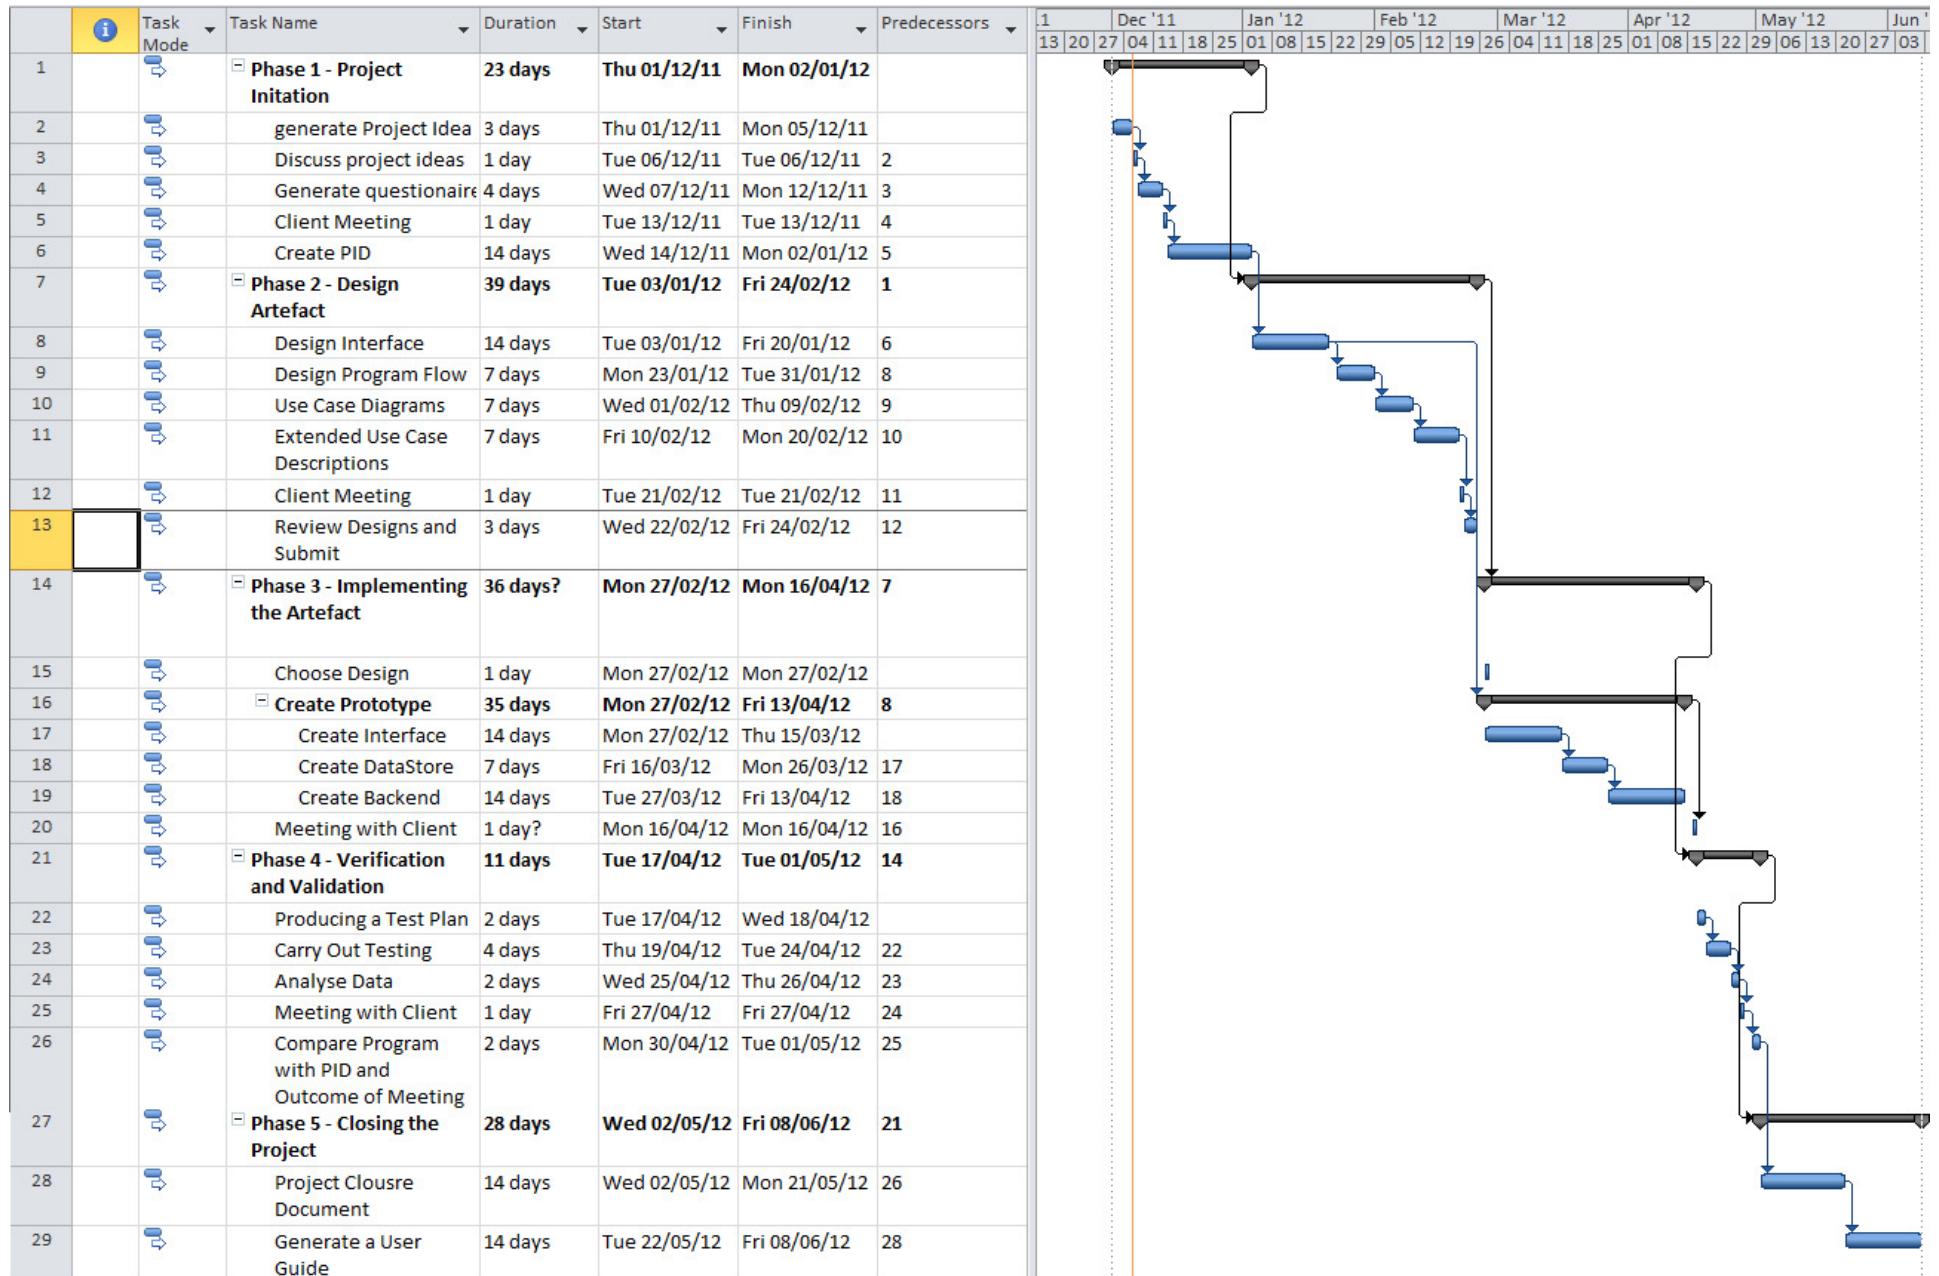 Task Mode Task Name Duration Start Finish Predecessors
.1 Dec '11 Jan '12 Feb '12 Mar '12 Apr '12 May '12 Jun '
13 20 27 04 11 18 25 01 08 15 22 29 05 12 19 26 04 11 18 25 01 08 15 22 29 06 13 20 27 03
1 Phase 1 - Project 23 days Thu 01/12/11 Mon 02/01/12
Initation
2 generate Project Idea 3 days Thu 01/12/11 Mon 05/12/11
3 Discuss project ideas 1 day Tue 06/12/11 Tue 06/12/11 2
4 Generate questionaire 4 days Wed 07/12/11 Mon 12/12/11 3
5 Client Meeting 1 day Tue 13/12/11 Tue 13/12/11 4
6 Create PID 14 days Wed 14/12/11 Mon 02/01/12 5
7 Phase 2 - Design 39 days Tue 03/01/12 Fri 24/02/12 1
Artefact
8 Design Interface 14 days Tue 03/01/12 Fri 20/01/12 6
9 Design Program Flow 7 days Mon 23/01/12 Tue 31/01/12 8
10 Use Case Diagrams 7 days Wed 01/02/12 Thu 09/02/12 9
11 Extended Use Case 7 days Fri 10/02/12 Mon 20/02/12 10
Descriptions
12 Client Meeting 1 day Tue 21/02/12 Tue 21/02/12 11
13 Review Designs and 3 days Wed 22/02/12 Fri 24/02/12 12
Submit
14 Phase 3 - Implementing 36 days? Mon 27/02/12 Mon 16/04/12 7
the Artefact
15 Choose Design 1 day Mon 27/02/12 Mon 27/02/12
16 Create Prototype 35 days Mon 27/02/12 Fri 13/04/12 8
17 Create Interface 14 days Mon 27/02/12 Thu 15/03/12
18 Create DataStore 7 days Fri 16/03/12 Mon 26/03/12 17
19 Create Backend 14 days Tue 27/03/12 Fri 13/04/12 18
20 Meeting with Client 1 day? Mon 16/04/12 Mon 16/04/12 16
21 Phase 4 - Verification 11 days Tue 17/04/12 Tue 01/05/12 14
and Validation
22 Producing a Test Plan 2 days Tue 17/04/12 Wed 18/04/12
23 Carry Out Testing 4 days Thu 19/04/12 Tue 24/04/12 22
24 Analyse Data 2 days Wed 25/04/12 Thu 26/04/12 23
25 Meeting with Client 1 day Fri 27/04/12 Fri 27/04/12 24
26 Compare Program 2 days Mon 30/04/12 Tue 01/05/12 25
with PID and
Outcome of Meeting
27 Phase 5 - Closing the 28 days Wed 02/05/12 Fri 08/06/12 21
Project
28 Project Clousre 14 days Wed 02/05/12 Mon 21/05/12 26
Document
29 Generate a User 14 days Tue 22/05/12 Fri 08/06/12 28
Guide